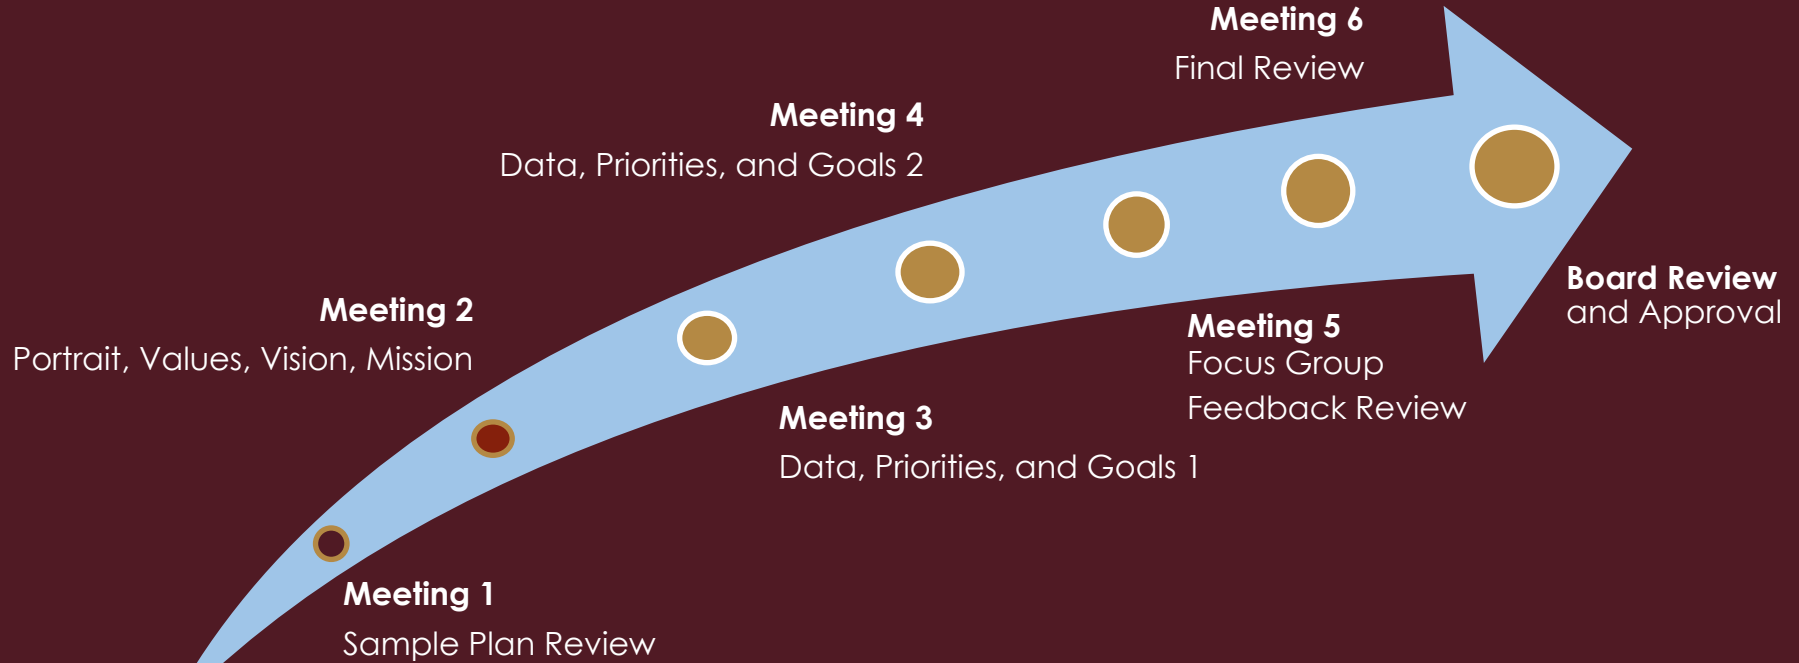 Meeting 6
Final Review
Meeting 4
Data, Priorities, and Goals 2
Meeting 2
Portrait, Values, Vision, Mission
Board Review
and Approval
Meeting 5
Focus Group
Feedback Review
Meeting 3
Data, Priorities, and Goals 1
Meeting 1
Sample Plan Review